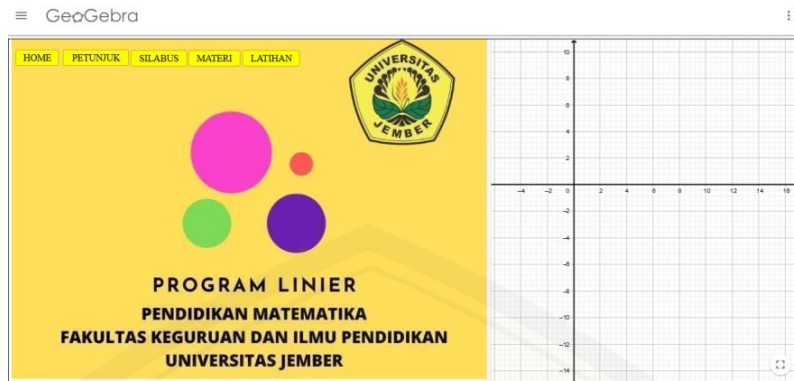 GeoGebra
HOME PETUNJUK SILABUS MATERI LATIHAN
UNIVERSITAS
JEMBER
PROGRAM LINIER
PENDIDIKAN MATEMATIKA
FAKULTAS KEGURUAN DAN ILMU PENDIDIKAN
UNIVERSITAS JEMBER
10
8
6
4
2
-4 -2 0 2 4 6 8 10 12 14 16
-2
-4
-6
-8
-10
-12
-14